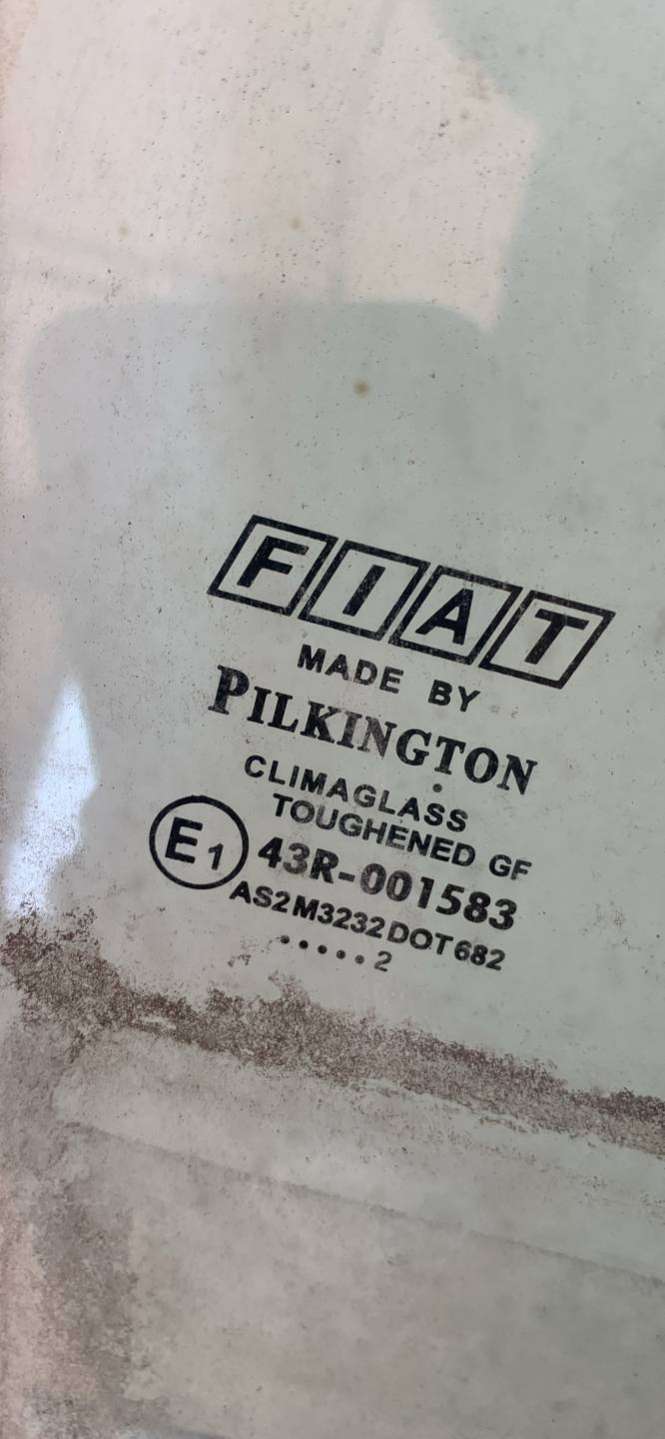 FIAT
MADE BY
PILKINGTON
CLIMAGLASS
TOUGHENED GF
E1 43R-001583
AS2 M3232 DOT 682
•••••2